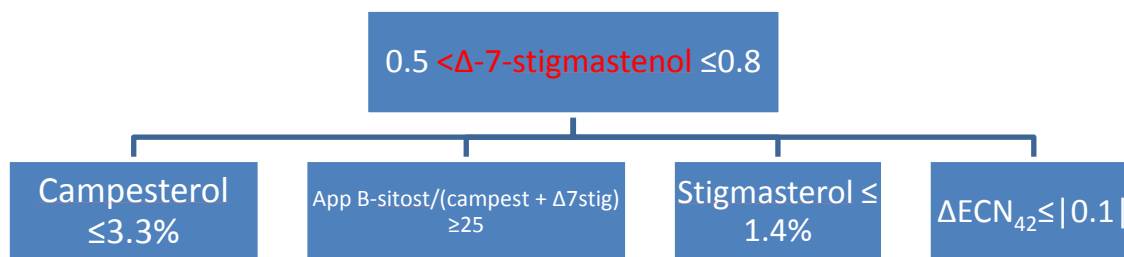 0.5 <Δ-7-stigmastenol ≤0.8
Campesterol
≤3.3%
App B-sitost/(campest + Δ7stig)
≥25
Stigmasterol ≤
1.4%
ΔECN₄₂≤|0.1|